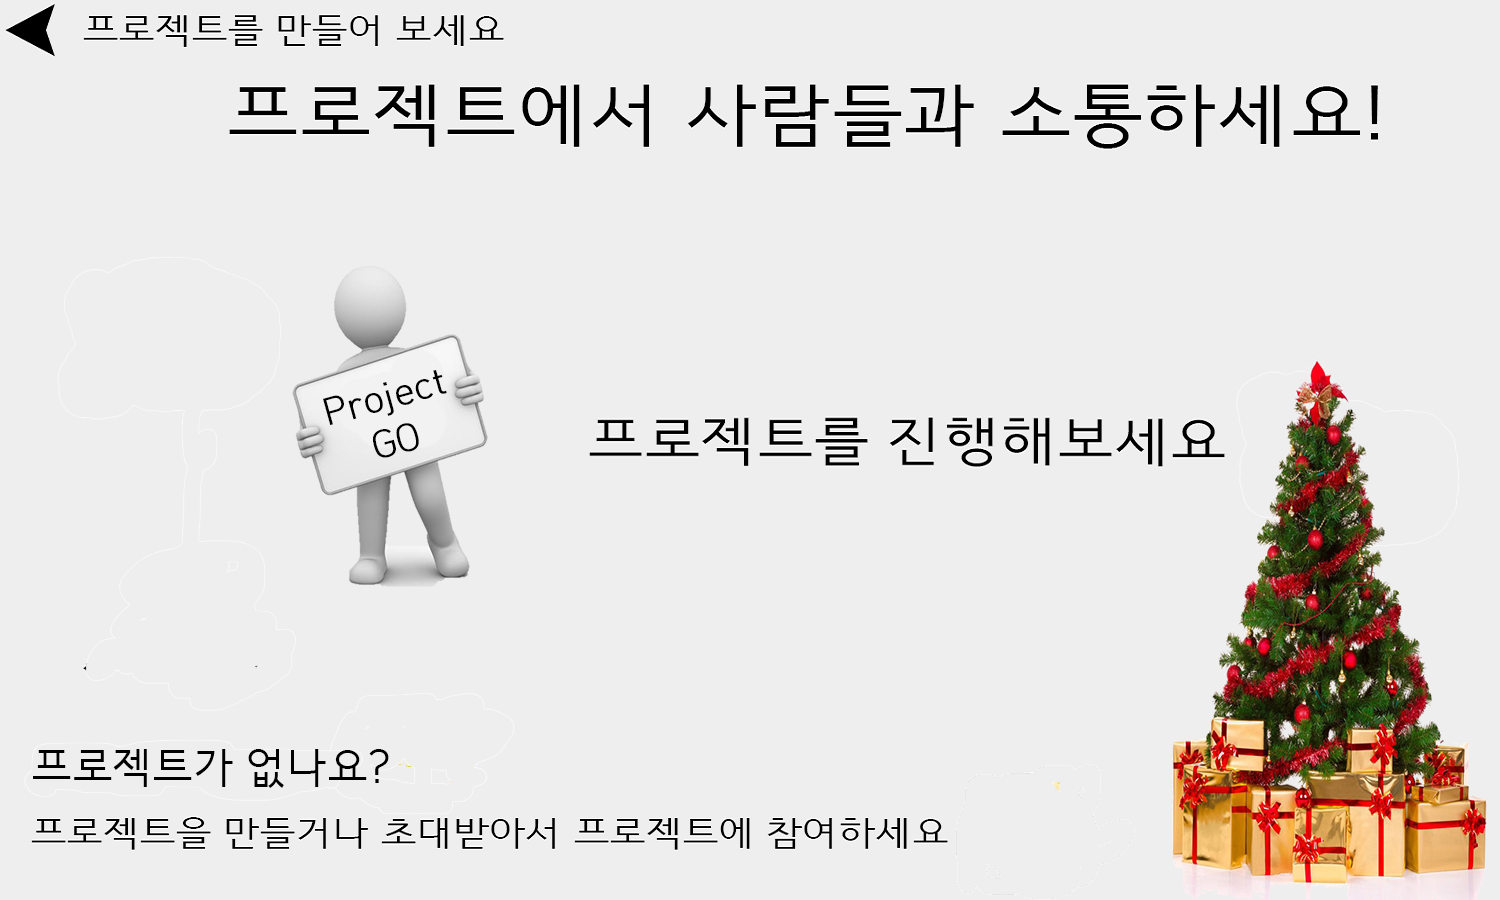 프로젝트를 만들어 보세요
프로젝트에서 사람들과 소통하세요!
Project
GO
프로젝트를 진행해보세요
프로젝트가 없나요?
프로젝트을 만들거나 초대받아서 프로젝트에 참여하세요